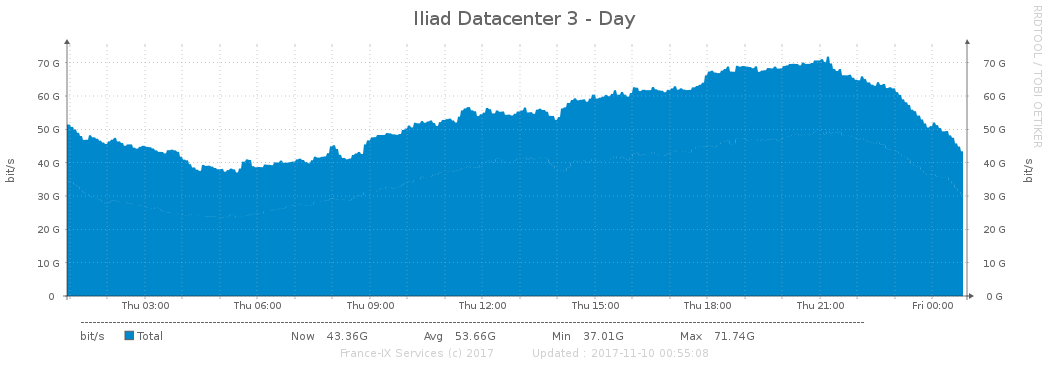 Iliad Datacenter 3 - Day
RRDTOOL / TOBI OETIKER
70 G 70 G
60 G 60 G
50 G 50 G
40 G 40 G
30 G 30 G
20 G 20 G
10 G 10 G
0 0 G
bit/s bit/s
Thu 03:00 Thu 06:00 Thu 09:00 Thu 12:00 Thu 15:00 Thu 18:00 Thu 21:00 Fri 00:00
bit/s Total Now 43.36G Avg 53.66G Min 37.01G Max 71.74G
France-IX Services (c) 2017 Updated : 2017-11-10 00:55:08